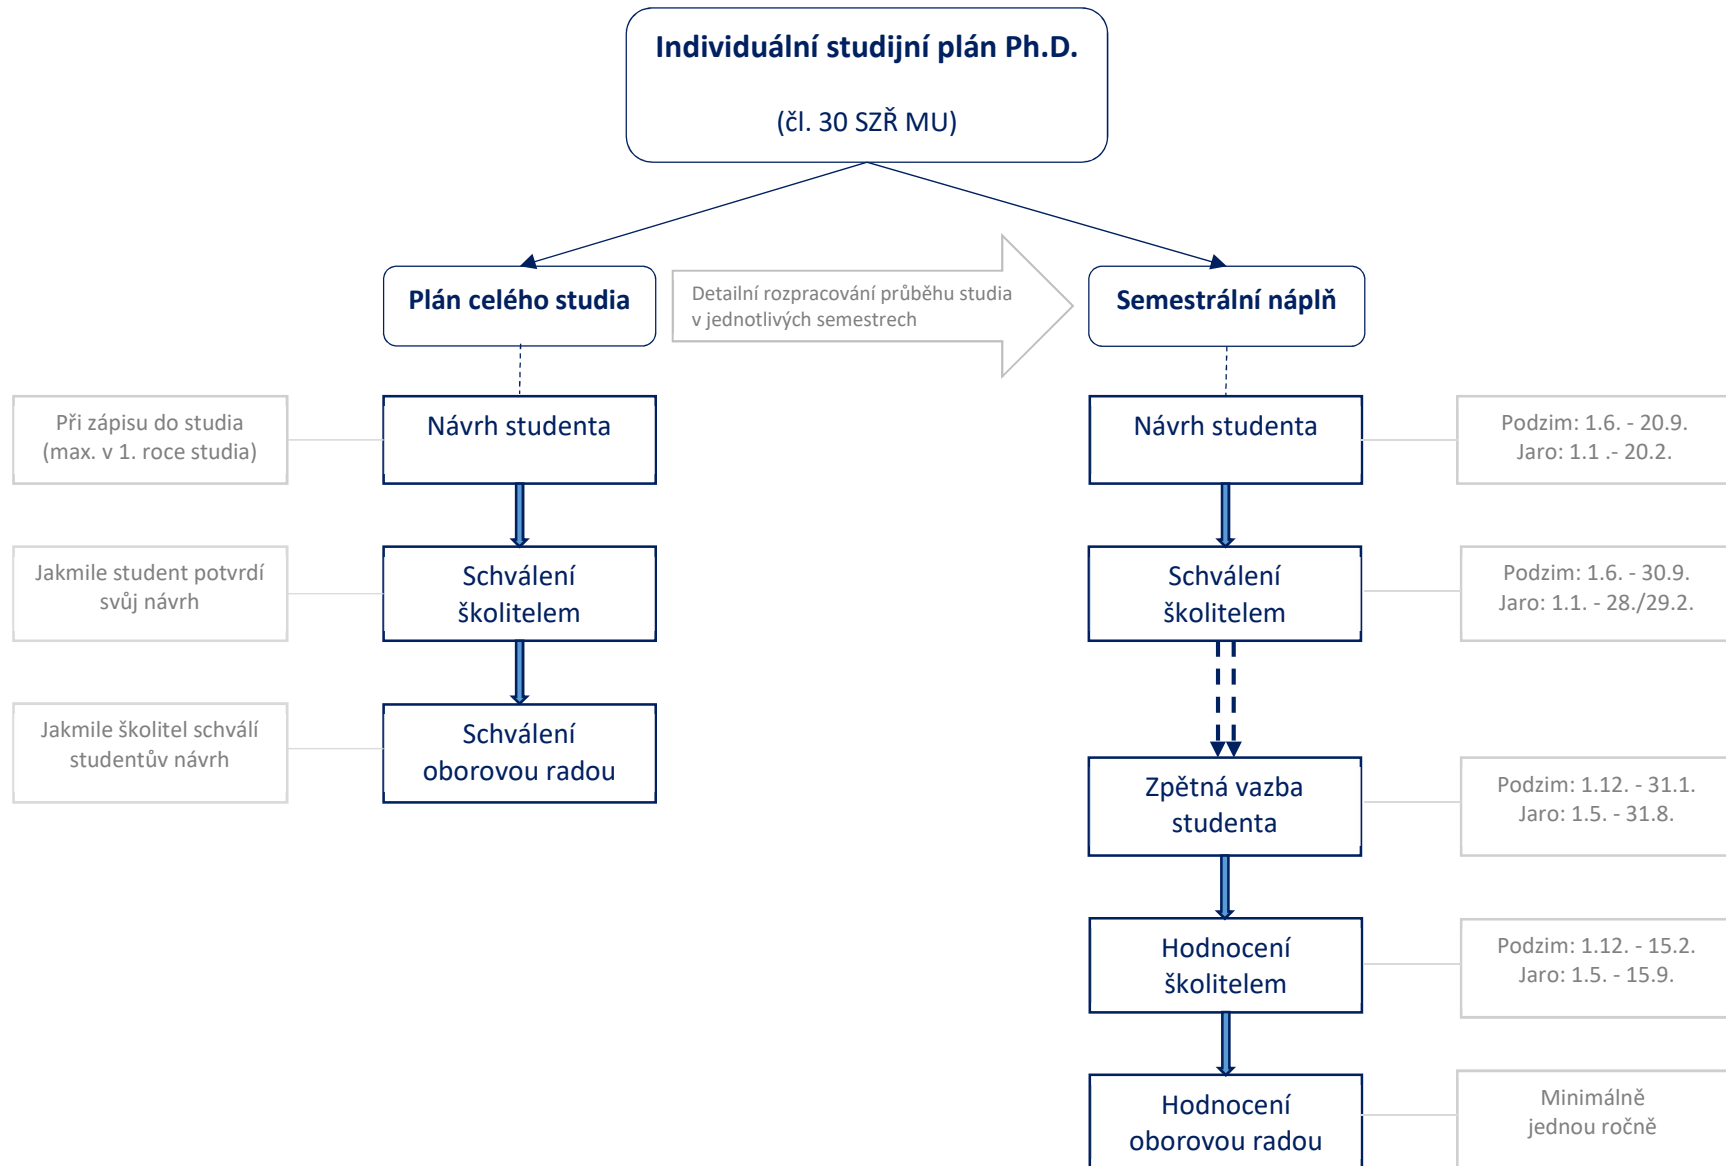 Individuální studijní plán Ph.D.
(čl. 30 SZŘ MU)
Plán celého studia
Detailní rozpracování průběhu studia
v jednotlivých semestrech
Semestrální náplň
Při zápisu do studia
(max. v 1. roce studia)
Návrh studenta
Návrh studenta
Podzim: 1.6. - 20.9.
Jaro: 1.1 .- 20.2.
Jakmile student potvrdí
svůj návrh
Schválení
školitelem
Schválení
školitelem
Podzim: 1.6. - 30.9.
Jaro: 1.1. - 28./29.2.
Jakmile školitel schválí
studentův návrh
Schválení
oborovou radou
Zpětná vazba
studenta
Podzim: 1.12. - 31.1.
Jaro: 1.5. - 31.8.
Hodnocení
školitelem
Podzim: 1.12. - 15.2.
Jaro: 1.5. - 15.9.
Hodnocení
oborovou radou
Minimálně
jednou ročně